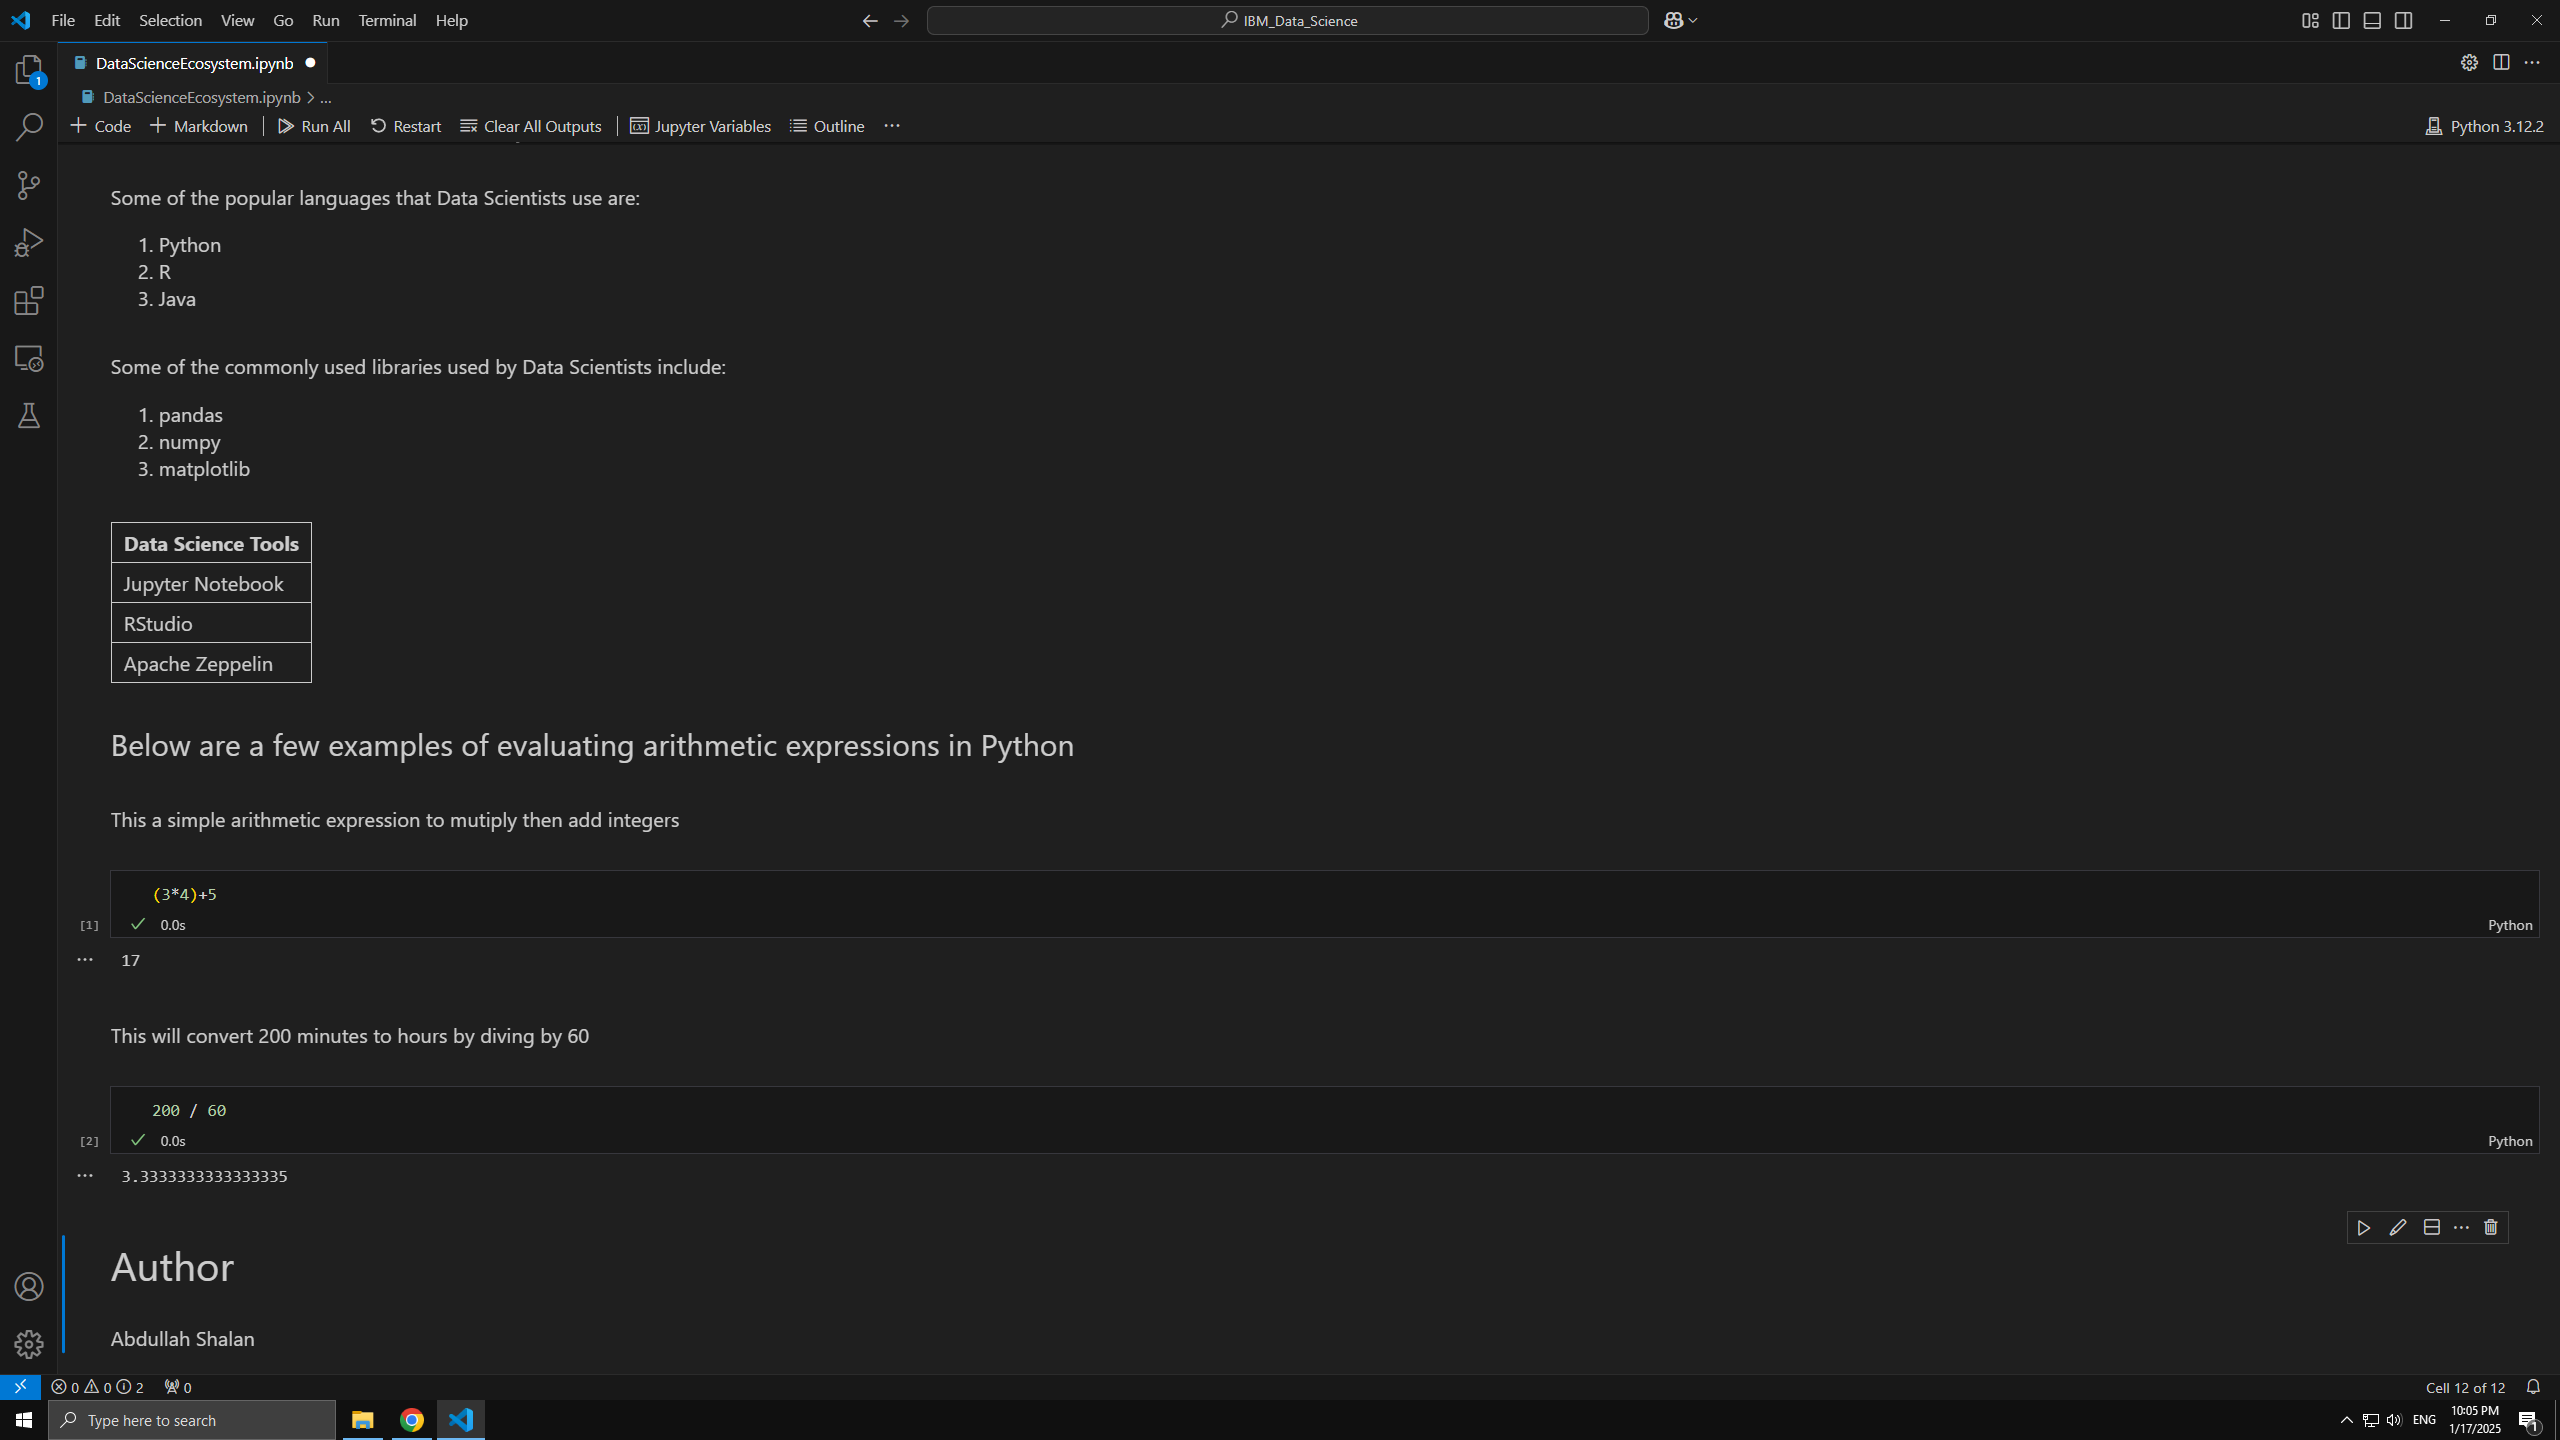 File Edit Selection View Go Run Terminal Help
IBM_Data_Science
1
DataScienceEcosystem.ipynb
DataScienceEcosystem.ipynb > ...
Code Markdown Run All Restart Clear All Outputs Jupyter Variables Outline ...
Python 3.12.2
Some of the popular languages that Data Scientists use are:
1. Python
2. R
3. Java
Some of the commonly used libraries used by Data Scientists include:
1. pandas
2. numpy
3. matplotlib
Data Science Tools
Jupyter Notebook
RStudio
Apache Zeppelin
Below are a few examples of evaluating arithmetic expressions in Python
This a simple arithmetic expression to mutiply then add integers
(3*4)+5
[1] 0.0s Python
17
This will convert 200 minutes to hours by diving by 60
200 / 60
[2] 0.0s Python
3.3333333333333335
Author
Abdullah Shalan
0 0 2 0
Cell 12 of 12
Type here to search
ENG
10:05 PM
1/17/2025
1